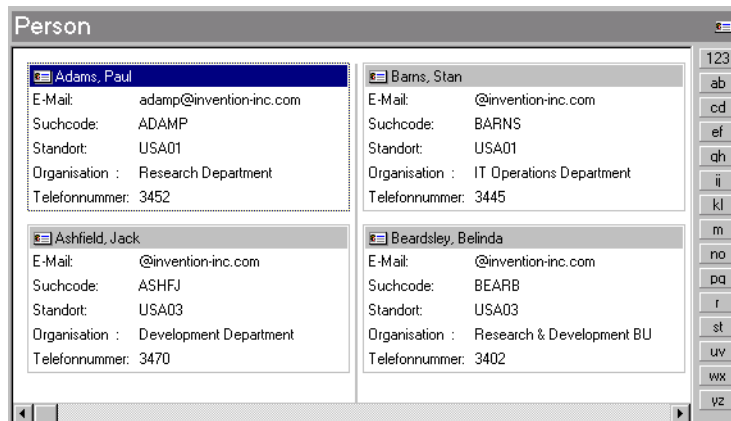 Person
Adams, Paul
E-Mail: adamp@invention-inc.com
Suchcode: ADAMP
Standort: USA01
Organisation : Research Department
Telefonnummer: 3452
Ashfield, Jack
E-Mail: @invention-inc.com
Suchcode: ASHFJ
Standort: USA03
Organisation : Development Department
Telefonnummer: 3470
Barns, Stan
E-Mail: @invention-inc.com
Suchcode: BARNS
Standort: USA01
Organisation : IT Operations Department
Telefonnummer: 3445
Beardsley, Belinda
E-Mail: @invention-inc.com
Suchcode: BEARB
Standort: USA03
Organisation : Research & Development BU
Telefonnummer: 3402
123
ab
cd
ef
gh
ij
kl
m
no
pq
r
st
uv
wx
yz